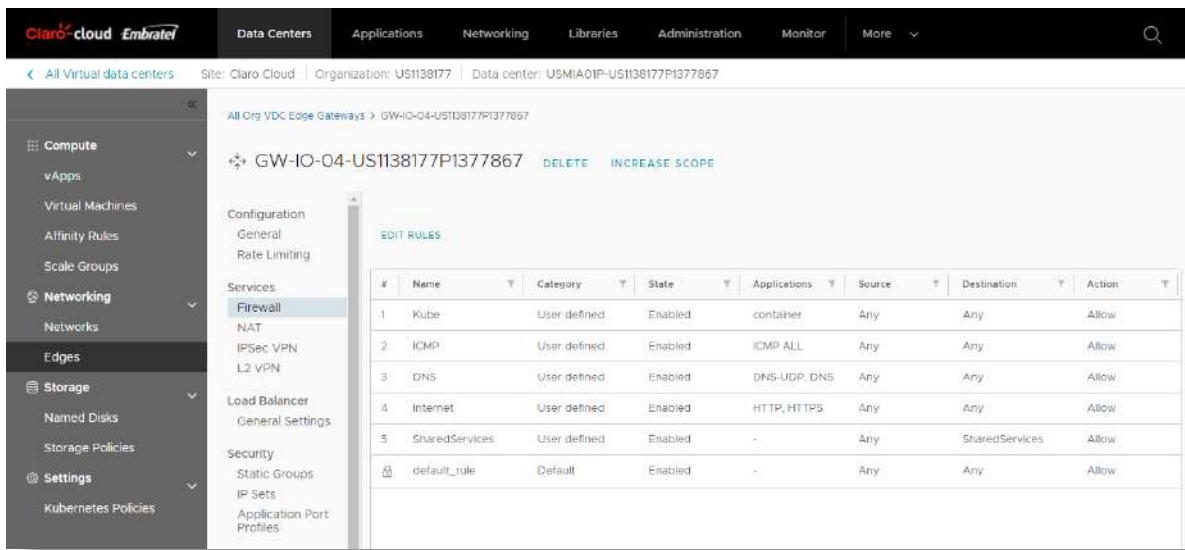 Claro-cloud Embratel Data Centers Applications Networking Libraries Administration Monitor More
All Virtual data centers Site: Claro Cloud Organization: US1138177 Data center: USMIA01P-US1138177P1377867
All Org VDC Edge Gateways > GW-IO-04-US1138177P1377867
GW-IO-04-US1138177P1377867 DELETE INCREASE SCOPE
Compute
vApps
Virtual Machines
Affinity Rules
Scale Groups
Networking
Networks
Edges
Storage
Named Disks
Storage Policies
Settings
Kubernetes Policies
Configuration
General
Rate Limiting
Services
Firewall
NAT
IPSec VPN
L2 VPN
Load Balancer
General Settings
Security
Static Groups
IP Sets
Application Port
Profiles
EDIT RULES
# Name Category State Applications Source Destination Action
1 Kube User defined Enabled container Any Any Allow
2 ICMP User defined Enabled ICMP ALL Any Any Allow
3 DNS User defined Enabled DNS-UDP, DNS Any Any Allow
4 Internet User defined Enabled HTTP, HTTPS Any Any Allow
5 SharedServices User defined Enabled - Any SharedServices Allow
default_rule Default Enabled - Any Any Allow